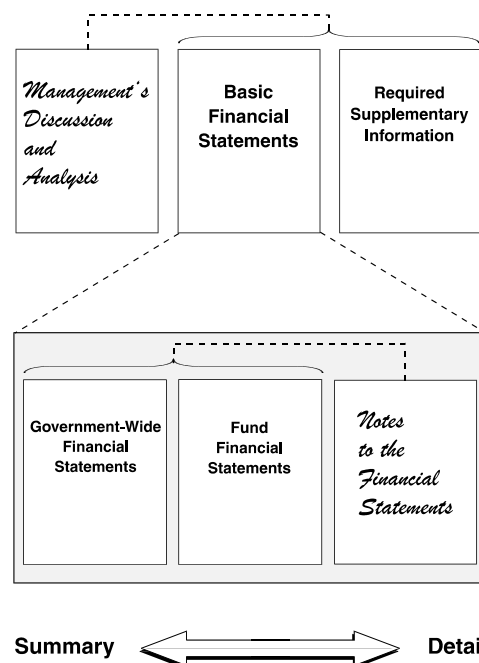 Management's
Discussion
and
Analysis
Basic
Financial
Statements
Required
Supplementary
Information
Government-Wide
Financial
Statements
Fund
Financial
Statements
Notes
to the
Financial
Statements
Summary
Detai